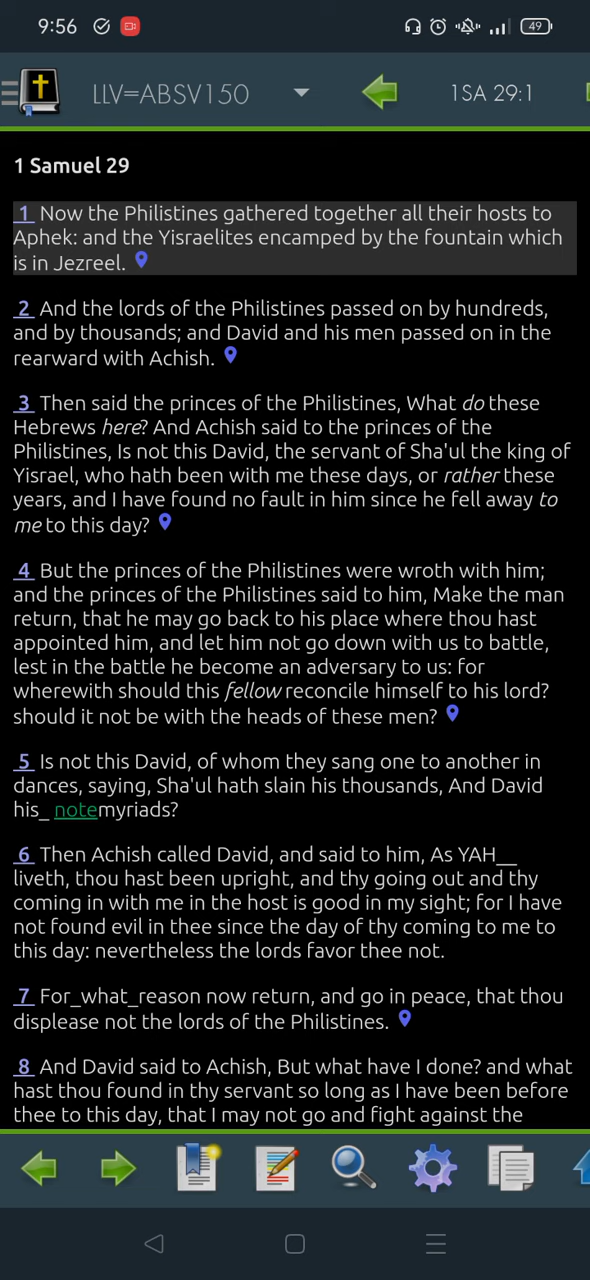 9:56
49
LLV=ABSV150
1SA 29:1
1 Samuel 29
1 Now the Philistines gathered together all their hosts to
Aphek: and the Yisraelites encamped by the fountain which
is in Jezreel.
2 And the lords of the Philistines passed on by hundreds,
and by thousands; and David and his men passed on in the
rearward with Achish.
3 Then said the princes of the Philistines, What do these
Hebrews here? And Achish said to the princes of the
Philistines, Is not this David, the servant of Sha'ul the king of
Yisrael, who hath been with me these days, or rather these
years, and I have found no fault in him since he fell away to
me to this day?
4 But the princes of the Philistines were wroth with him;
and the princes of the Philistines said to him, Make the man
return, that he may go back to his place where thou hast
appointed him, and let him not go down with us to battle,
lest in the battle he become an adversary to us: for
wherewith should this fellow reconcile himself to his lord?
should it not be with the heads of these men?
5 Is not this David, of whom they sang one to another in
dances, saying, Sha'ul hath slain his thousands, And David
his_ notemyriads?
6 Then Achish called David, and said to him, As YAH__
liveth, thou hast been upright, and thy going out and thy
coming in with me in the host is good in my sight; for I have
not found evil in thee since the day of thy coming to me to
this day: nevertheless the lords favor thee not.
7 For_what_reason now return, and go in peace, that thou
displease not the lords of the Philistines.
8 And David said to Achish, But what have I done? and what
hast thou found in thy servant so long as I have been before
thee to this day, that I may not go and fight against the